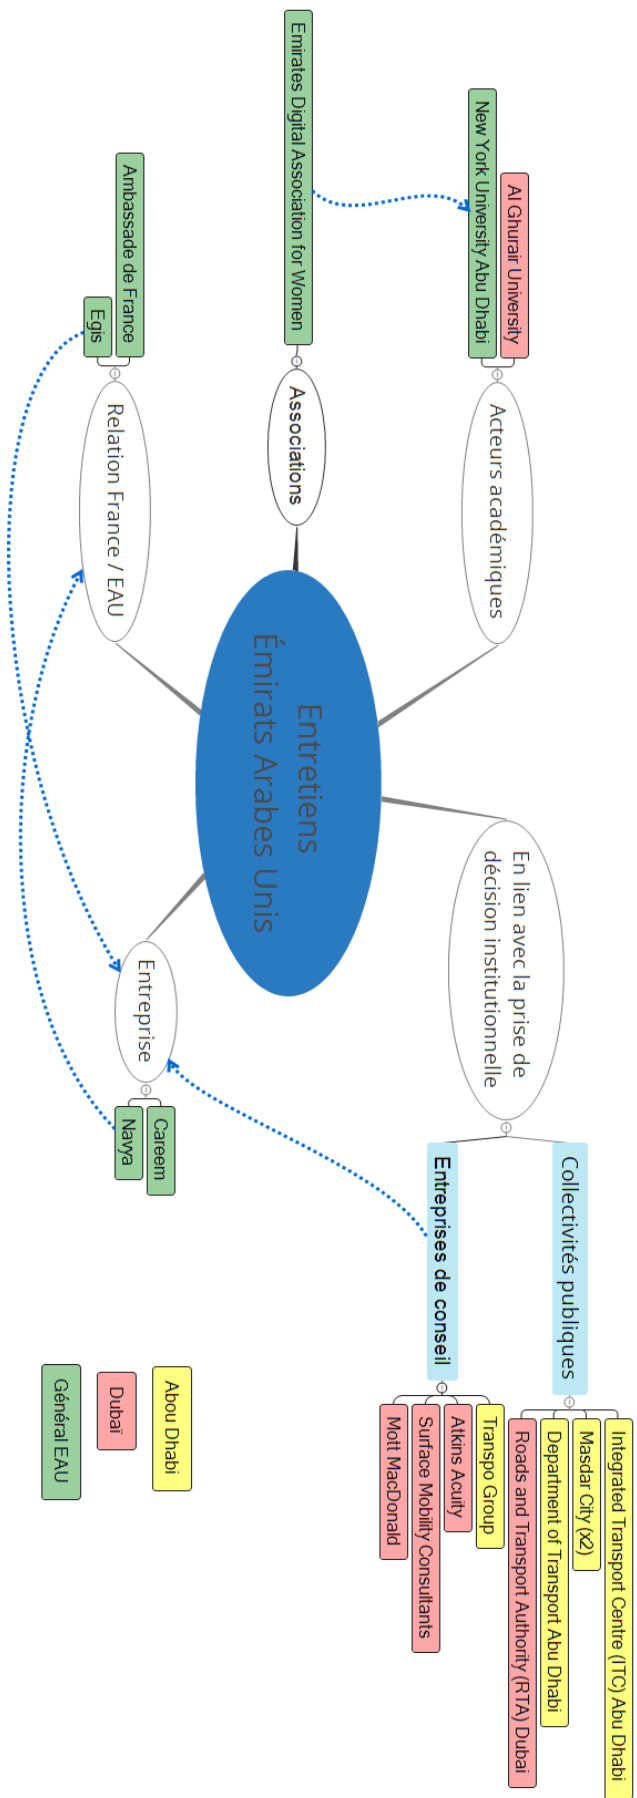 Al Ghurair University
New York University Abu Dhabi
Acteurs académiques
Emirates Digital Association for Women
Associations
Ambassade de France
Egis
Relation France / EAU
Entretiens
Émirats Arabes Unis
En lien avec la prise de
décision institutionnelle
Collectivités publiques
Integrated Transport Centre (ITC) Abu Dhabi
Masdar City (x2)
Department of Transport Abu Dhabi
Roads and Transport Authority (RTA) Dubai
Entreprises de conseil
Transpo Group
Atkins Acuity
Surface Mobility Consultants
Mott MacDonald
Entreprise
Careem
Navya
Abou Dhabi
Dubaï
Général EAU